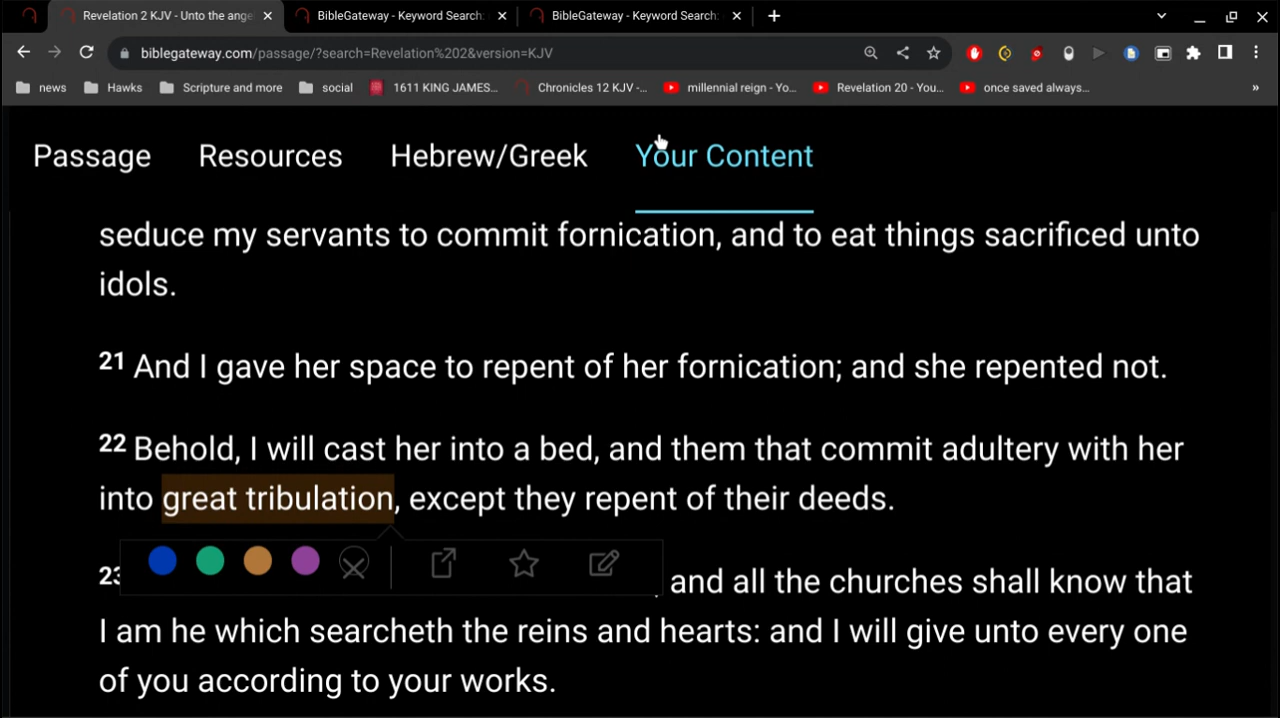 Revelation 2 KJV - Unto the ange
BibleGateway - Keyword Search:
BibleGateway - Keyword Search:
biblegateway.com/passage/?search=Revelation%202&version=KJV
news
Hawks
Scripture and more
social
1611 KING JAMES...
Chronicles 12 KJV -...
millennial reign - Yo...
Revelation 20 - You...
once saved always...
»
Passage
Resources
Hebrew/Greek
Your Content
seduce my servants to commit fornication, and to eat things sacrificed unto
idols.
21 And I gave her space to repent of her fornication; and she repented not.
22 Behold, I will cast her into a bed, and them that commit adultery with her
into great tribulation, except they repent of their deeds.
23 and all the churches shall know that
I am he which searcheth the reins and hearts: and I will give unto every one
of you according to your works.